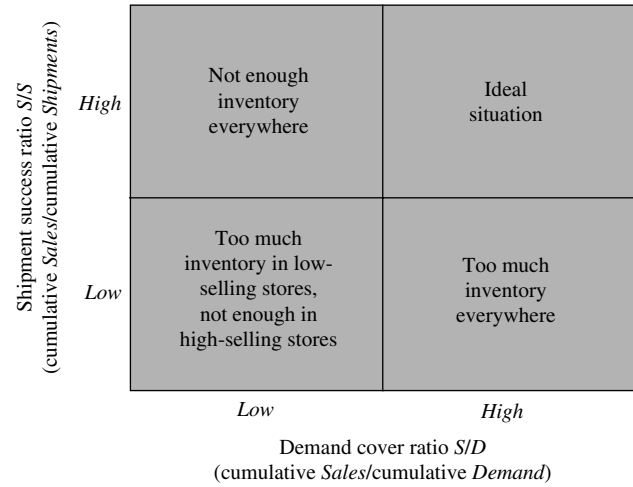 Shipment success ratio S/S
(cumulative Sales/cumulative Shipments)
High
Not enough
inventory
everywhere
Ideal
situation
Low
Too much
inventory in low-
selling stores,
not enough in
high-selling stores
Too much
inventory
everywhere
Low
High
Demand cover ratio S/D
(cumulative Sales/cumulative Demand)